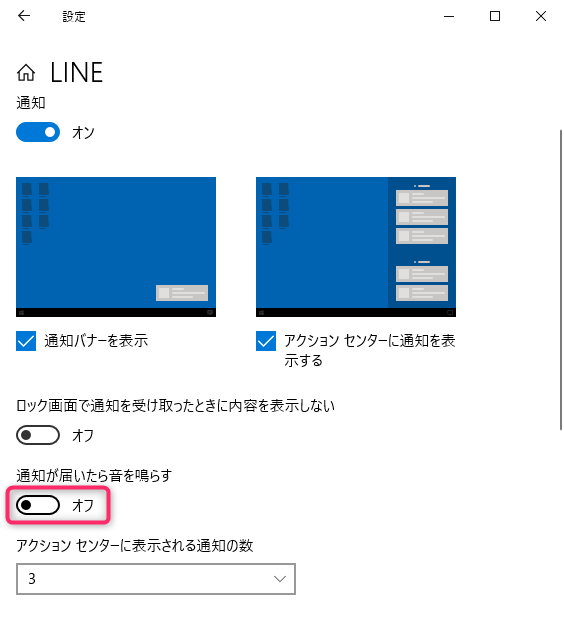 設定
LINE
通知
オン
通知バナーを表示
アクション センターに通知を表
示する
ロック画面で通知を受け取ったときに内容を表示しない
オフ
通知が届いたら音を鳴らす
オフ
アクション センターに表示される通知の数
3